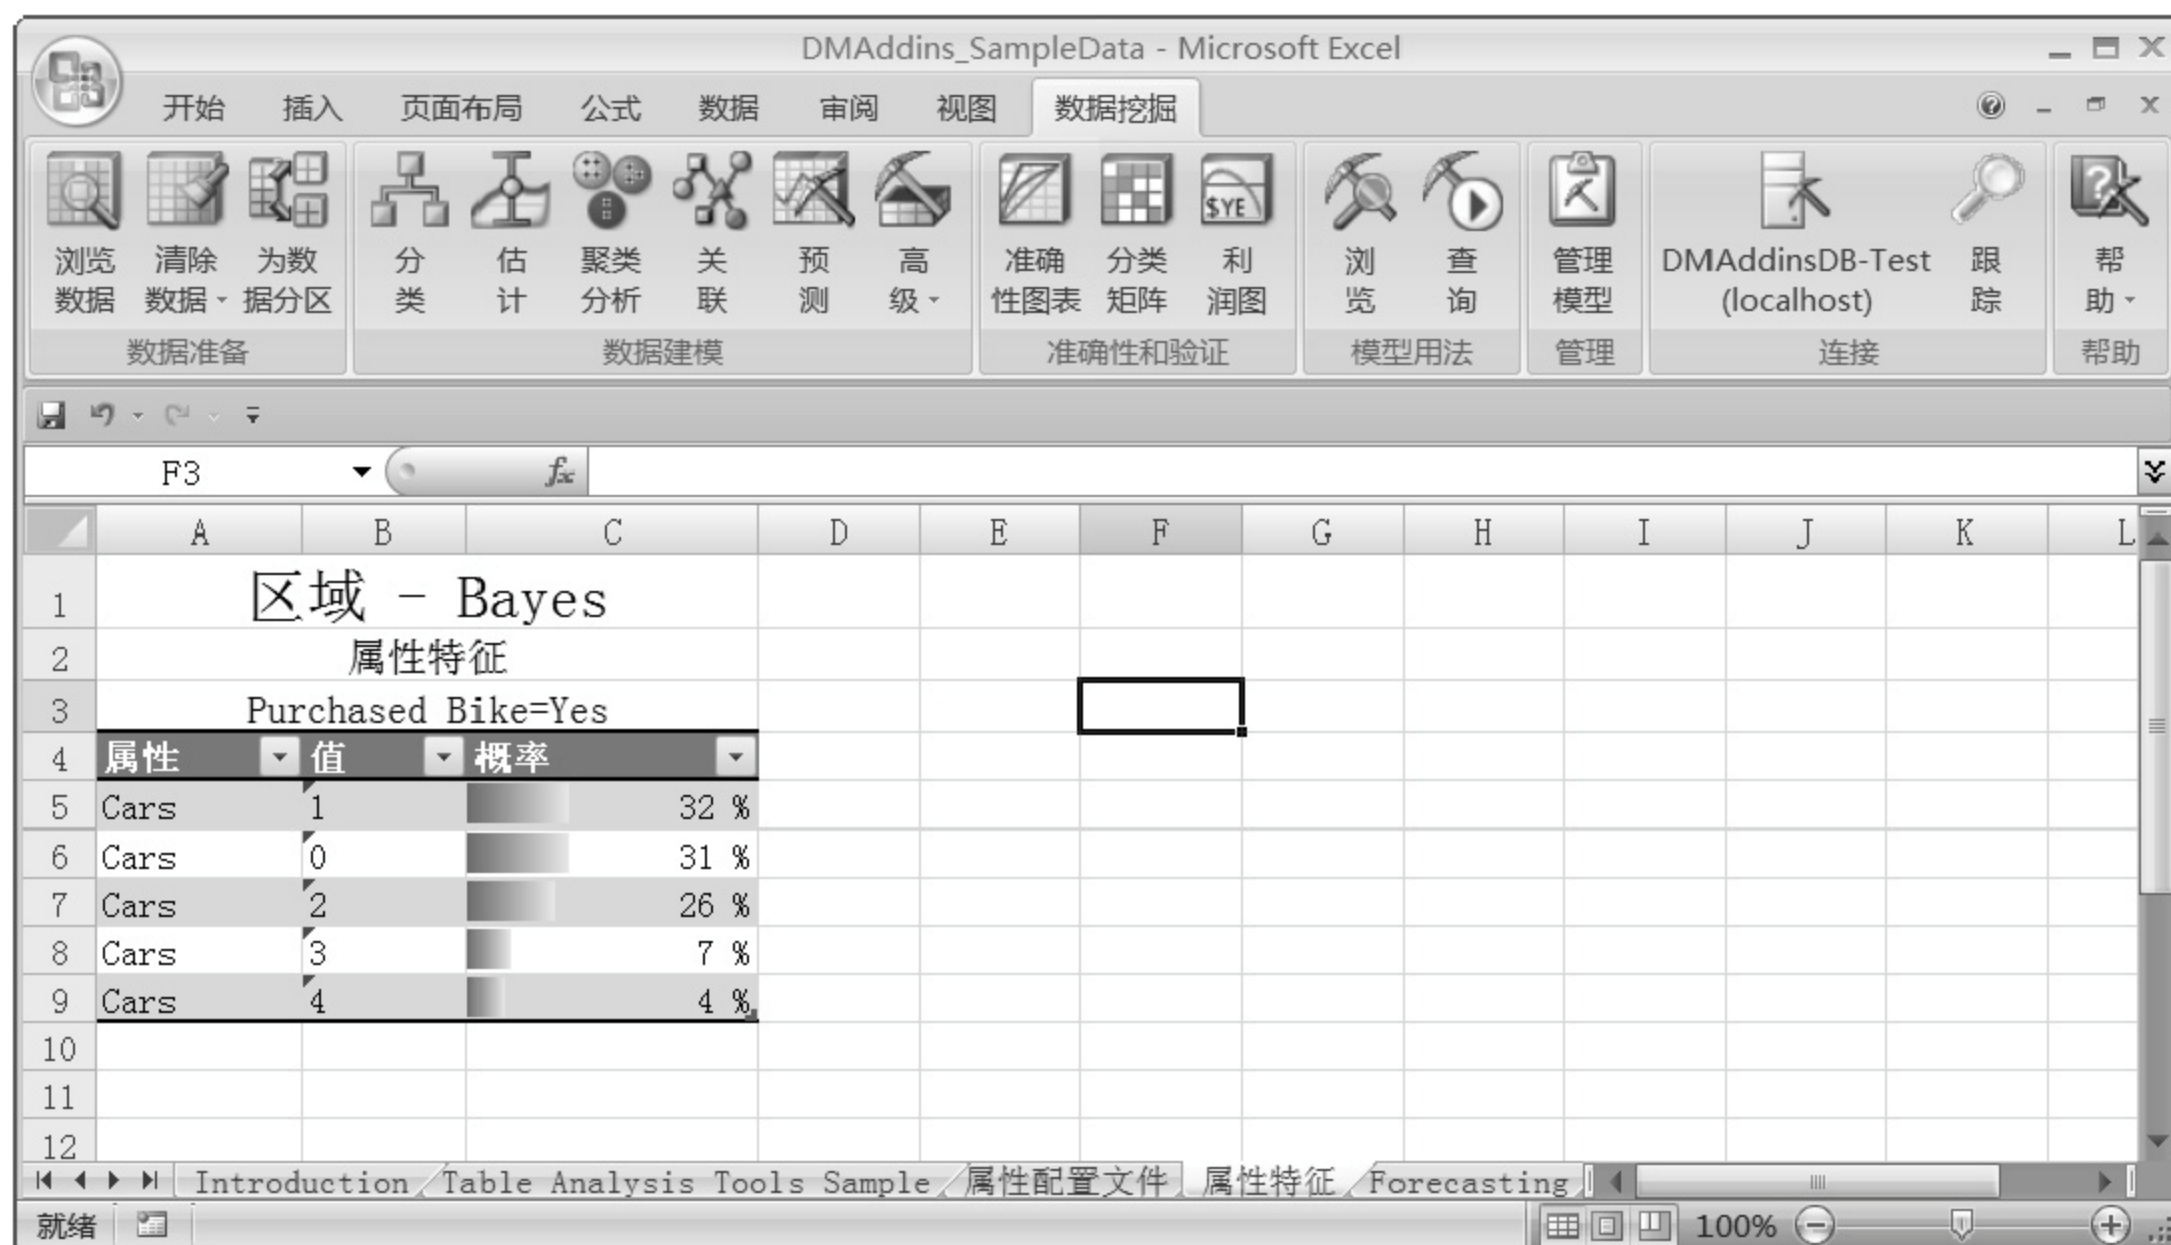 DMAddins_SampleData - Microsoft Excel
开始 插入 页面布局 公式 数据 审阅 视图 数据挖掘
浏览数据 清除数据 为数据分区 分类 估计 聚类分析 关联 预测 高级 准确性图表 分类矩阵 $YE 利润图 浏览 查询 管理模型 DMAddinsDB-Test (localhost) 跟踪 帮助
数据准备 数据建模 准确性和验证 模型用法 管理 连接 帮助
F3 fx
A B C D E F G H I J K L
1 区域 - Bayes
2 属性特征
3 Purchased Bike=Yes
4 属性 值 概率
5 Cars 1 32 %
6 Cars 0 31 %
7 Cars 2 26 %
8 Cars 3 7 %
9 Cars 4 4 %
10
11
12
Introduction Table Analysis Tools Sample 属性配置文件 属性特征 Forecasting
就绪 100%